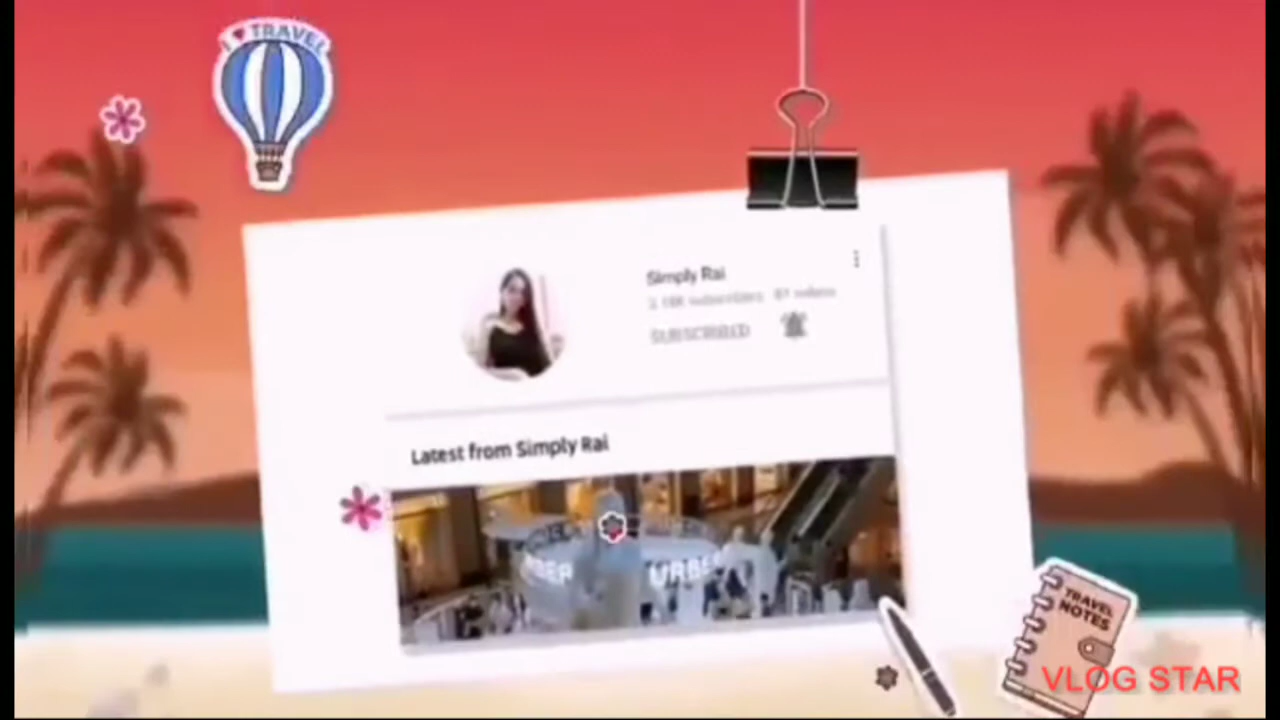 I ♥ TRAVEL
Simply Rai
SUBSCRIBED
Latest from Simply Rai
TRAVEL
NOTES
VLOG STAR